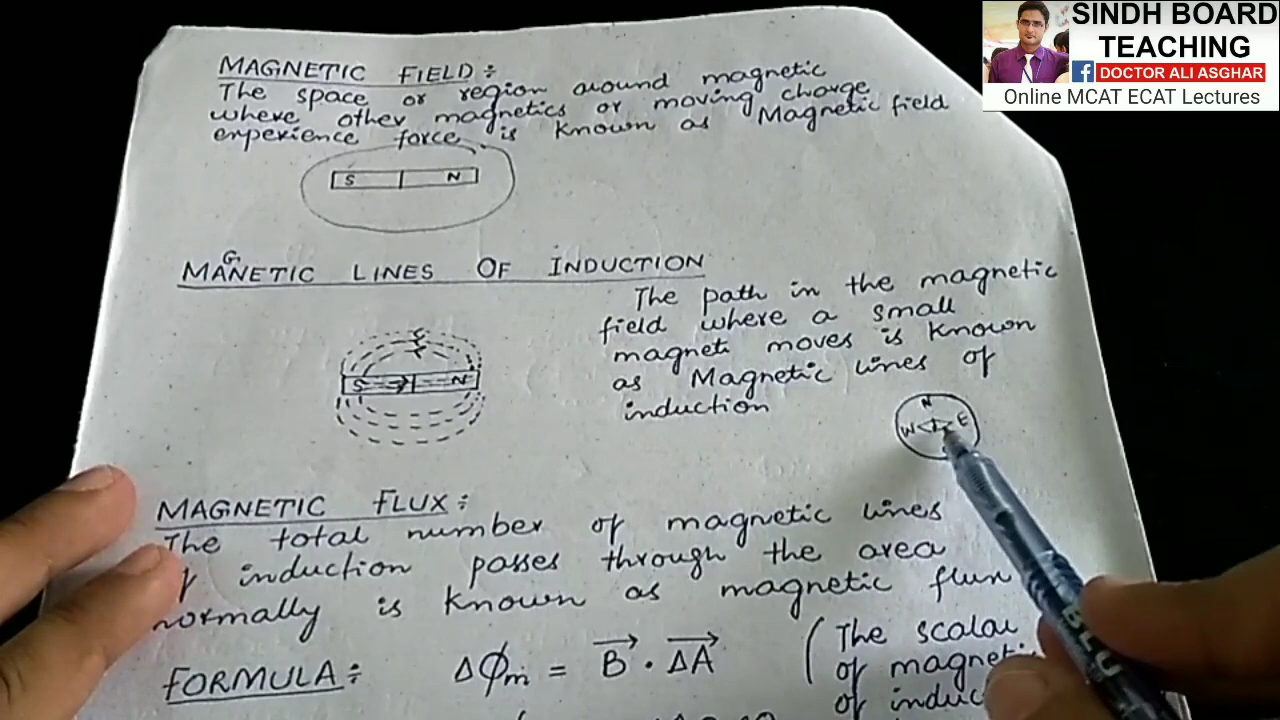 SINDH BOARD
TEACHING
f DOCTOR ALI ASGHAR
Online MCAT ECAT Lectures
MAGNETIC FIELD:
The space or region around magnetic
where other magnetics or moving charge
experience force is known as Magnetic field
S N
MAGNETIC LINES OF INDUCTION
The path in the magnetic
field where a small
magnet moves is known
as Magnetic lines of
induction
S N
N
W E
MAGNETIC FLUX:
The total number of magnetic lines
induction passes through the area
normally is known as magnetic flux
FORMULA: Δϕm = B⃗ · ΔA⃗
(The scalar
of magnetic
of induc
BLU